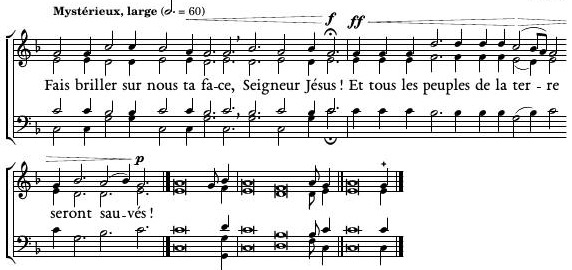 Mystérieux, large (𝅗𝅥. = 60)
f ff
Fais briller sur nous ta fa-ce, Seigneur Jésus ! Et tous les peuples de la ter - re
p
seront sau-vés !